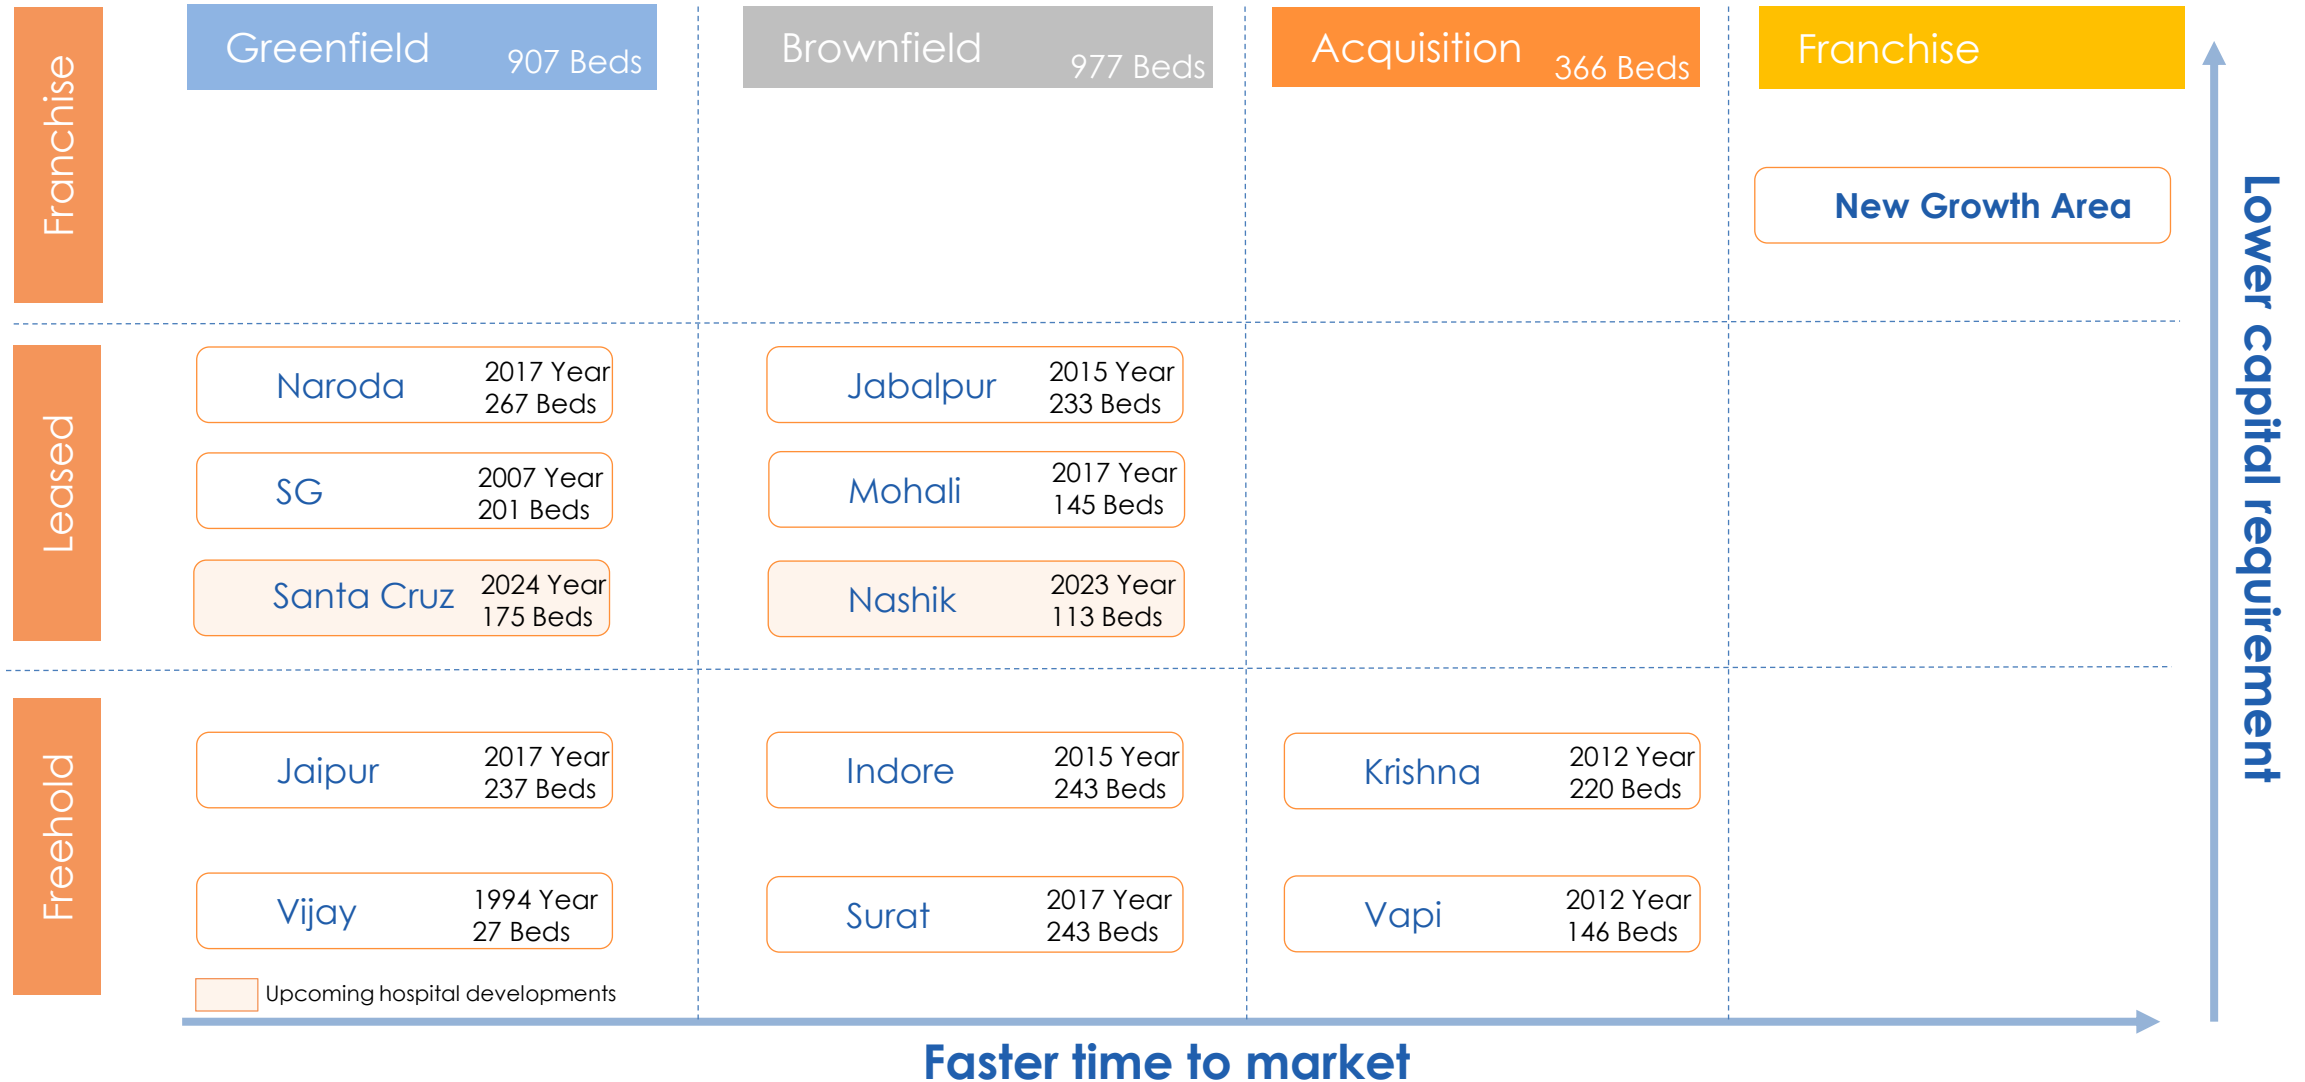 Greenfield
907 Beds
Brownfield
977 Beds
Acquisition
366 Beds
Franchise
Franchise
New Growth Area
Leased
Naroda
2017 Year
267 Beds
Jabalpur
2015 Year
233 Beds
SG
2007 Year
201 Beds
Mohali
2017 Year
145 Beds
Santa Cruz
2024 Year
175 Beds
Nashik
2023 Year
113 Beds
Freehold
Jaipur
2017 Year
237 Beds
Indore
2015 Year
243 Beds
Krishna
2012 Year
220 Beds
Vijay
1994 Year
27 Beds
Surat
2017 Year
243 Beds
Vapi
2012 Year
146 Beds
Upcoming hospital developments
Faster time to market
Lower capital requirement